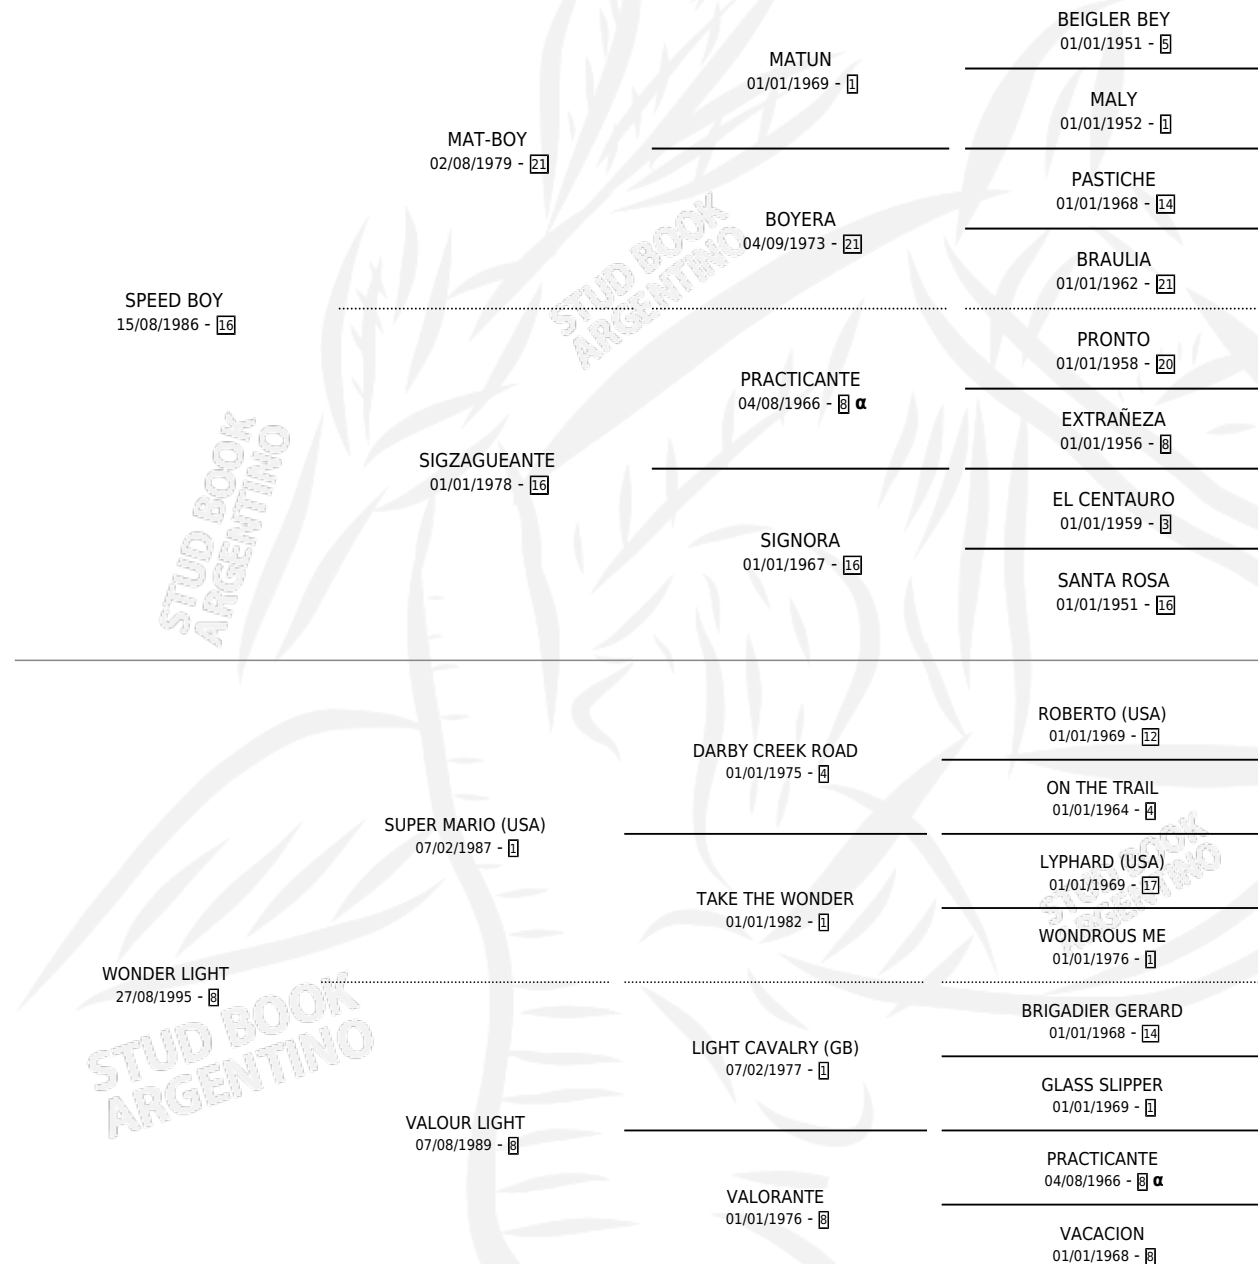 BEIGLER BEY
01/01/1951 - 5
MATUN
01/01/1969 - 1
MALY
01/01/1952 - 1
MAT-BOY
02/08/1979 - 21
PASTICHE
01/01/1968 - 14
BOYERA
04/09/1973 - 21
BRAULIA
01/01/1962 - 21
STUD BOOK
ARGENTINO
SPEED BOY
15/08/1986 - 16
PRONTO
01/01/1958 - 20
PRACTICANTE
04/08/1966 - 8 α
EXTRAÑEZA
01/01/1956 - 8
SIGZAGUEANTE
01/01/1978 - 16
EL CENTAURO
01/01/1959 - 3
SIGNORA
01/01/1967 - 16
SANTA ROSA
01/01/1951 - 16
STUD BOOK
ARGENTINO
ROBERTO (USA)
01/01/1969 - 12
DARBY CREEK ROAD
01/01/1975 - 4
ON THE TRAIL
01/01/1964 - 4
SUPER MARIO (USA)
07/02/1987 - 1
LYPHARD (USA)
01/01/1969 - 17
TAKE THE WONDER
01/01/1982 - 1
WONDROUS ME
01/01/1976 - 1
STUD BOOK
ARGENTINO
WONDER LIGHT
27/08/1995 - 8
BRIGADIER GERARD
01/01/1968 - 14
LIGHT CAVALRY (GB)
07/02/1977 - 1
GLASS SLIPPER
01/01/1969 - 1
STUD BOOK
ARGENTINO
VALOUR LIGHT
07/08/1989 - 8
PRACTICANTE
04/08/1966 - 8 α
VALORANTE
01/01/1976 - 8
VACACION
01/01/1968 - 8